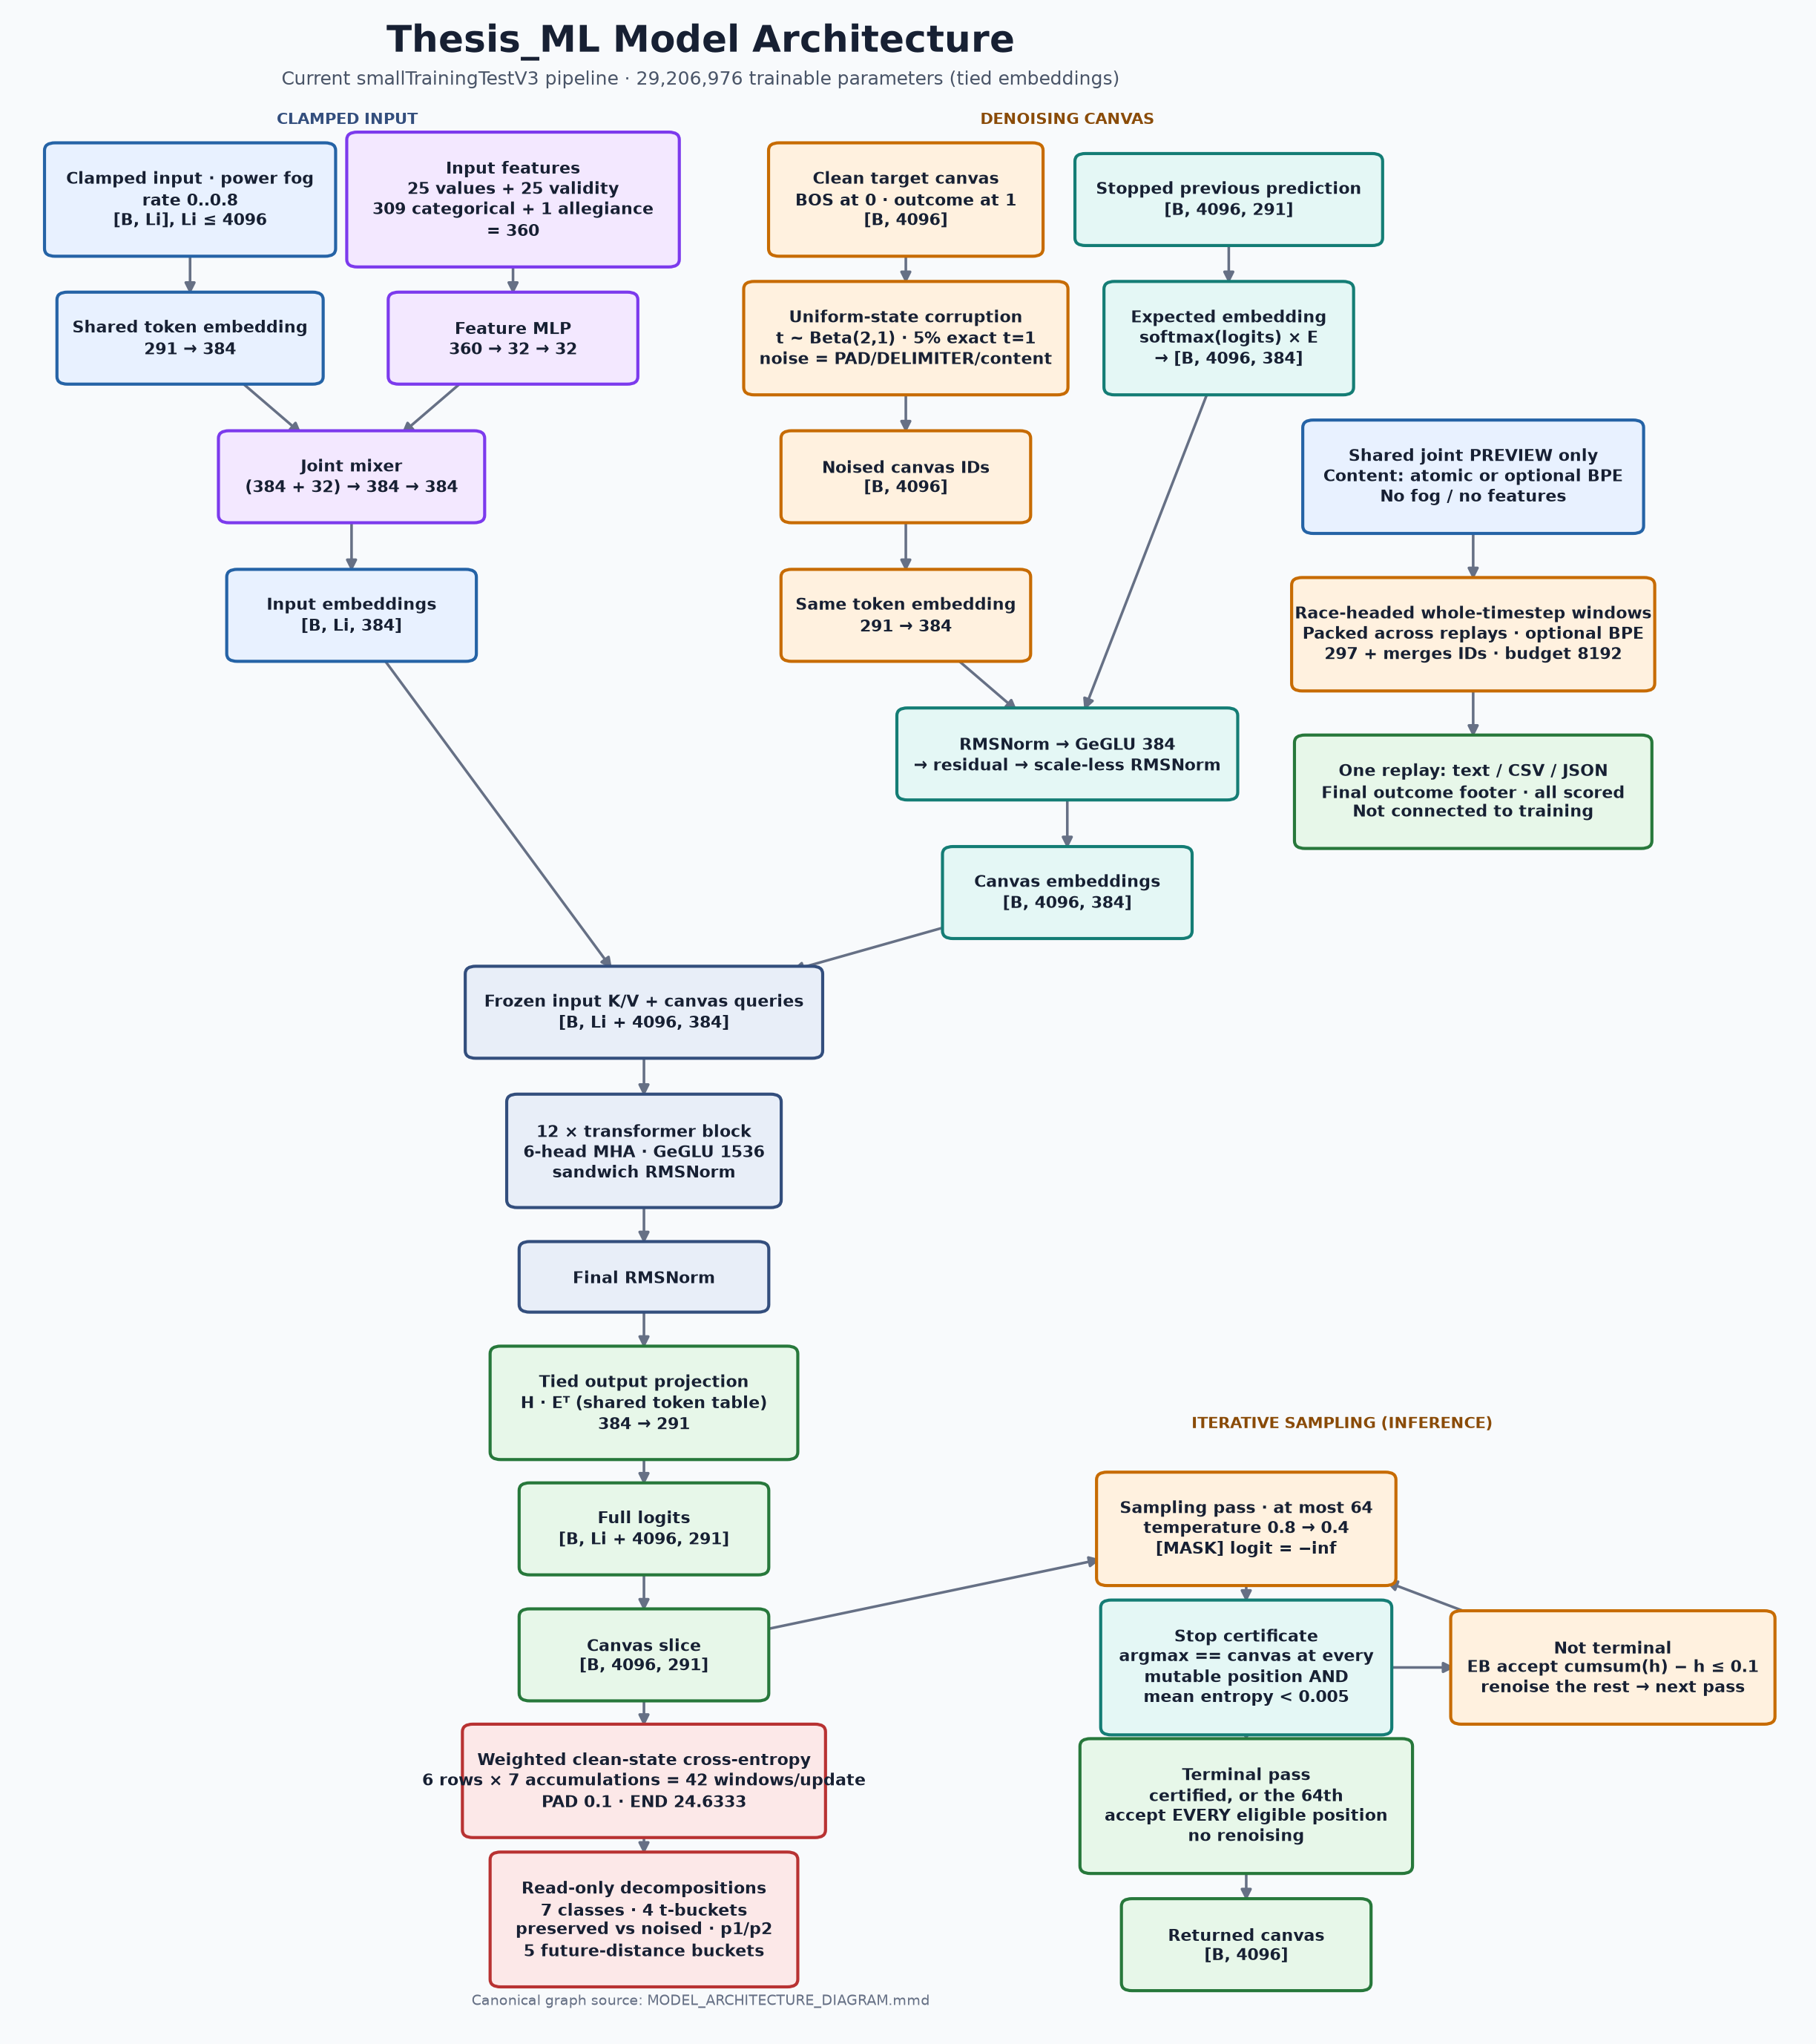 Thesis_ML Model Architecture
Current smallTrainingTestV3 pipeline · 29,206,976 trainable parameters (tied embeddings)
CLAMPED INPUT
Clamped input · power fog
rate 0..0.8
[B, Li], Li ≤ 4096
Input features
25 values + 25 validity
309 categorical + 1 allegiance
= 360
Shared token embedding
291 → 384
Feature MLP
360 → 32 → 32
Joint mixer
(384 + 32) → 384 → 384
Input embeddings
[B, Li, 384]
DENOISING CANVAS
Clean target canvas
BOS at 0 · outcome at 1
[B, 4096]
Stopped previous prediction
[B, 4096, 291]
Uniform-state corruption
t ~ Beta(2,1) · 5% exact t=1
noise = PAD/DELIMITER/content
Expected embedding
softmax(logits) × E
→ [B, 4096, 384]
Noised canvas IDs
[B, 4096]
Same token embedding
291 → 384
RMSNorm → GeGLU 384
→ residual → scale-less RMSNorm
Canvas embeddings
[B, 4096, 384]
Shared joint PREVIEW only
Content: atomic or optional BPE
No fog / no features
Race-headed whole-timestep windows
Packed across replays · optional BPE
297 + merges IDs · budget 8192
One replay: text / CSV / JSON
Final outcome footer · all scored
Not connected to training
Frozen input K/V + canvas queries
[B, Li + 4096, 384]
12 × transformer block
6-head MHA · GeGLU 1536
sandwich RMSNorm
Final RMSNorm
Tied output projection
H · Eᵀ (shared token table)
384 → 291
Full logits
[B, Li + 4096, 291]
Canvas slice
[B, 4096, 291]
Weighted clean-state cross-entropy
6 rows × 7 accumulations = 42 windows/update
PAD 0.1 · END 24.6333
Read-only decompositions
7 classes · 4 t-buckets
preserved vs noised · p1/p2
5 future-distance buckets
ITERATIVE SAMPLING (INFERENCE)
Sampling pass · at most 64
temperature 0.8 → 0.4
[MASK] logit = −inf
Stop certificate
argmax == canvas at every
mutable position AND
mean entropy < 0.005
Not terminal
EB accept cumsum(h) − h ≤ 0.1
renoise the rest → next pass
Terminal pass
certified, or the 64th
accept EVERY eligible position
no renoising
Returned canvas
[B, 4096]
Canonical graph source: MODEL_ARCHITECTURE_DIAGRAM.mmd